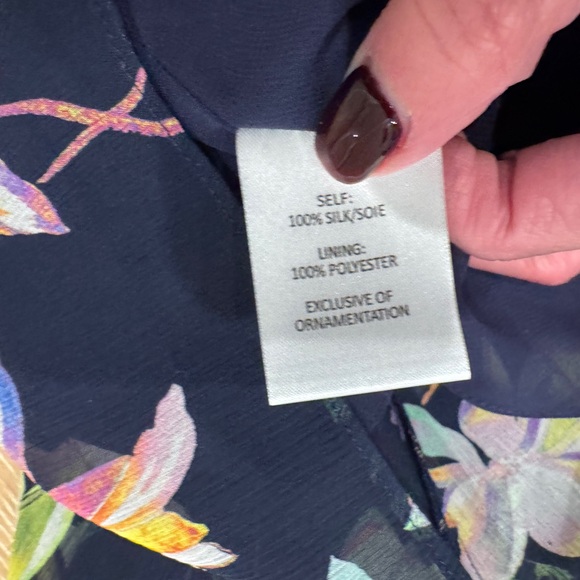 SELF:
100% SILK/SOIE
LINING:
100% POLYESTER
EXCLUSIVE OF
ORNAMENTATION